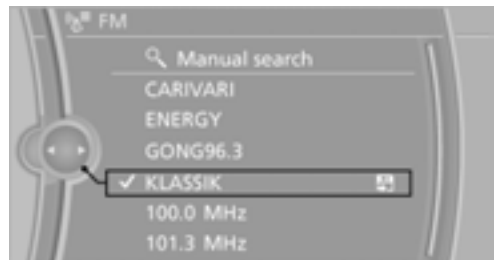 FM
Manual search
CARIVARI
ENERGY
GONG96.3
KLASSIK
100.0 MHz
101.3 MHz